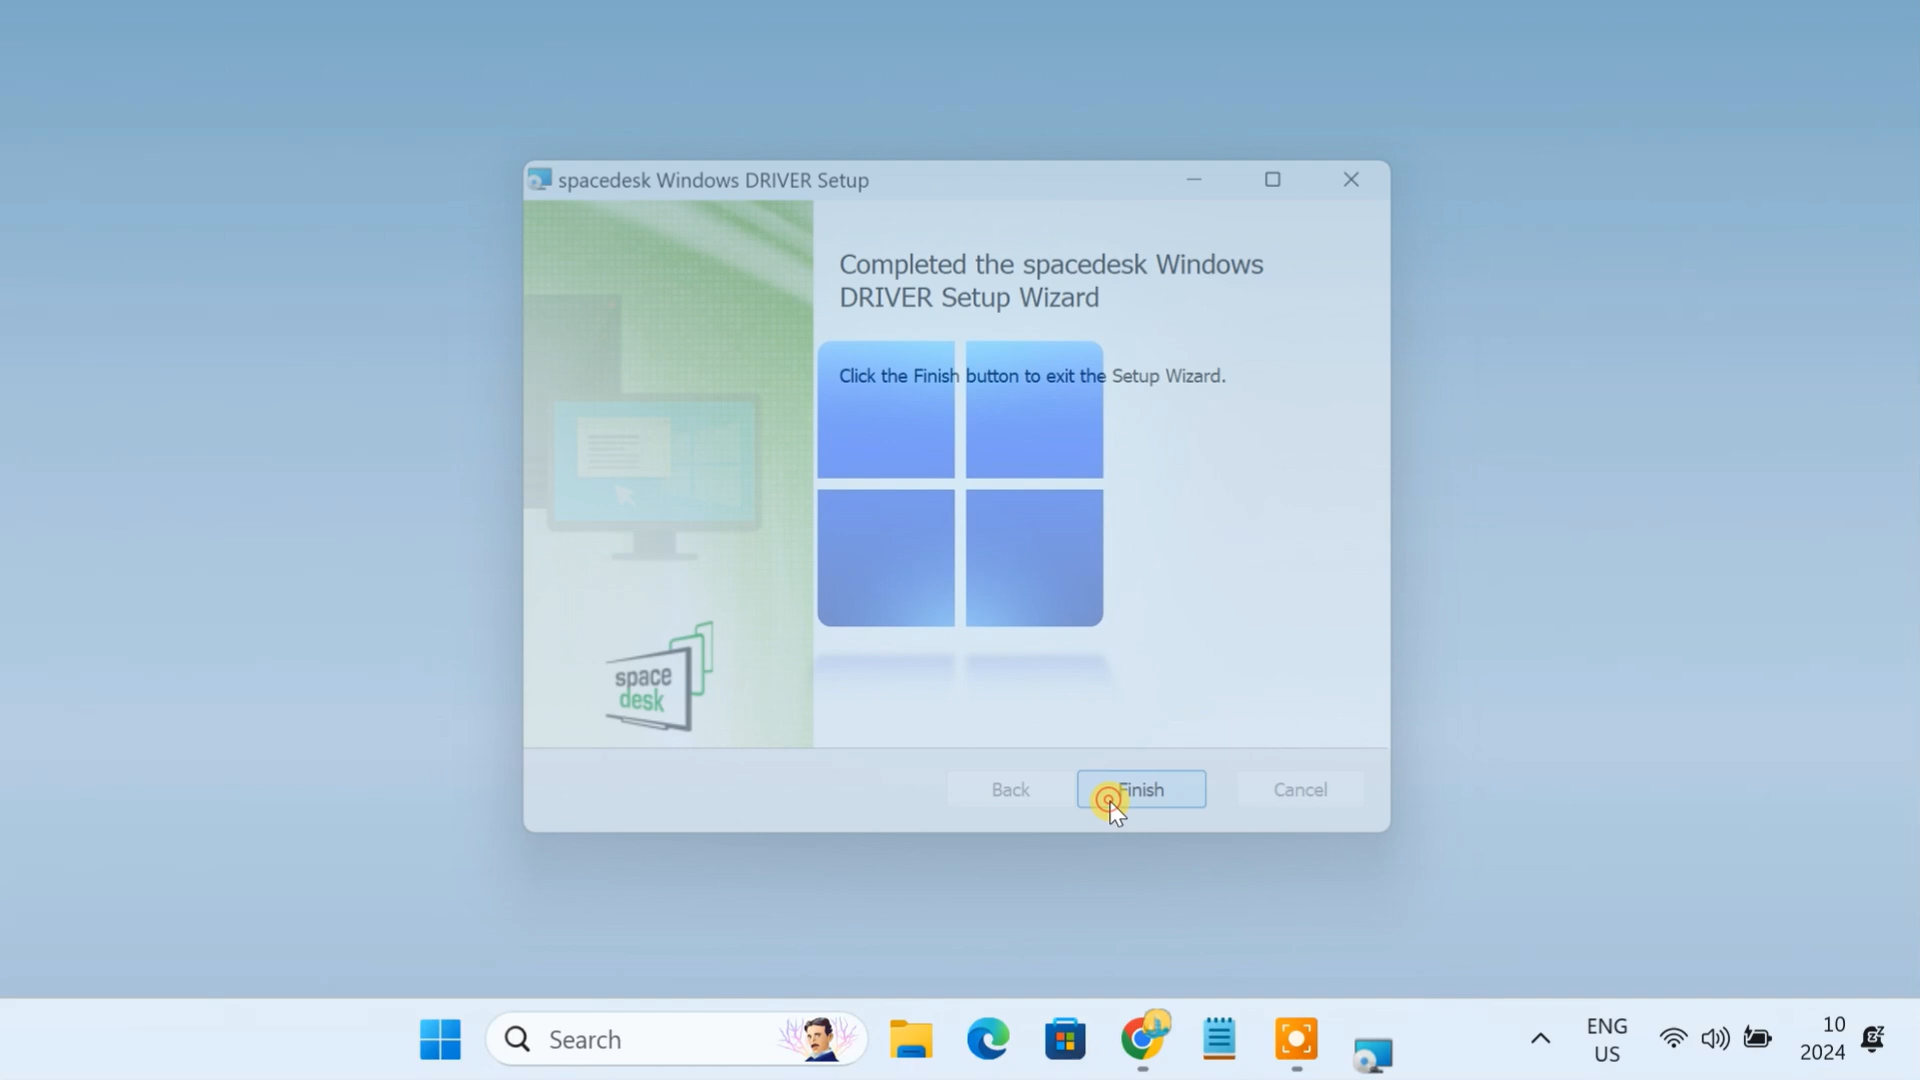 spacedesk Windows DRIVER Setup
Completed the spacedesk Windows
DRIVER Setup Wizard
Click the Finish button to exit the Setup Wizard.
space
desk
Back
Finish
Cancel
Search
ENG
US
10
2024